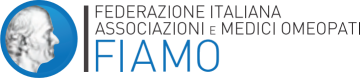 FEDERAZIONE ITALIANA
ASSOCIAZIONI E MEDICI OMEOPATI
FIAMO